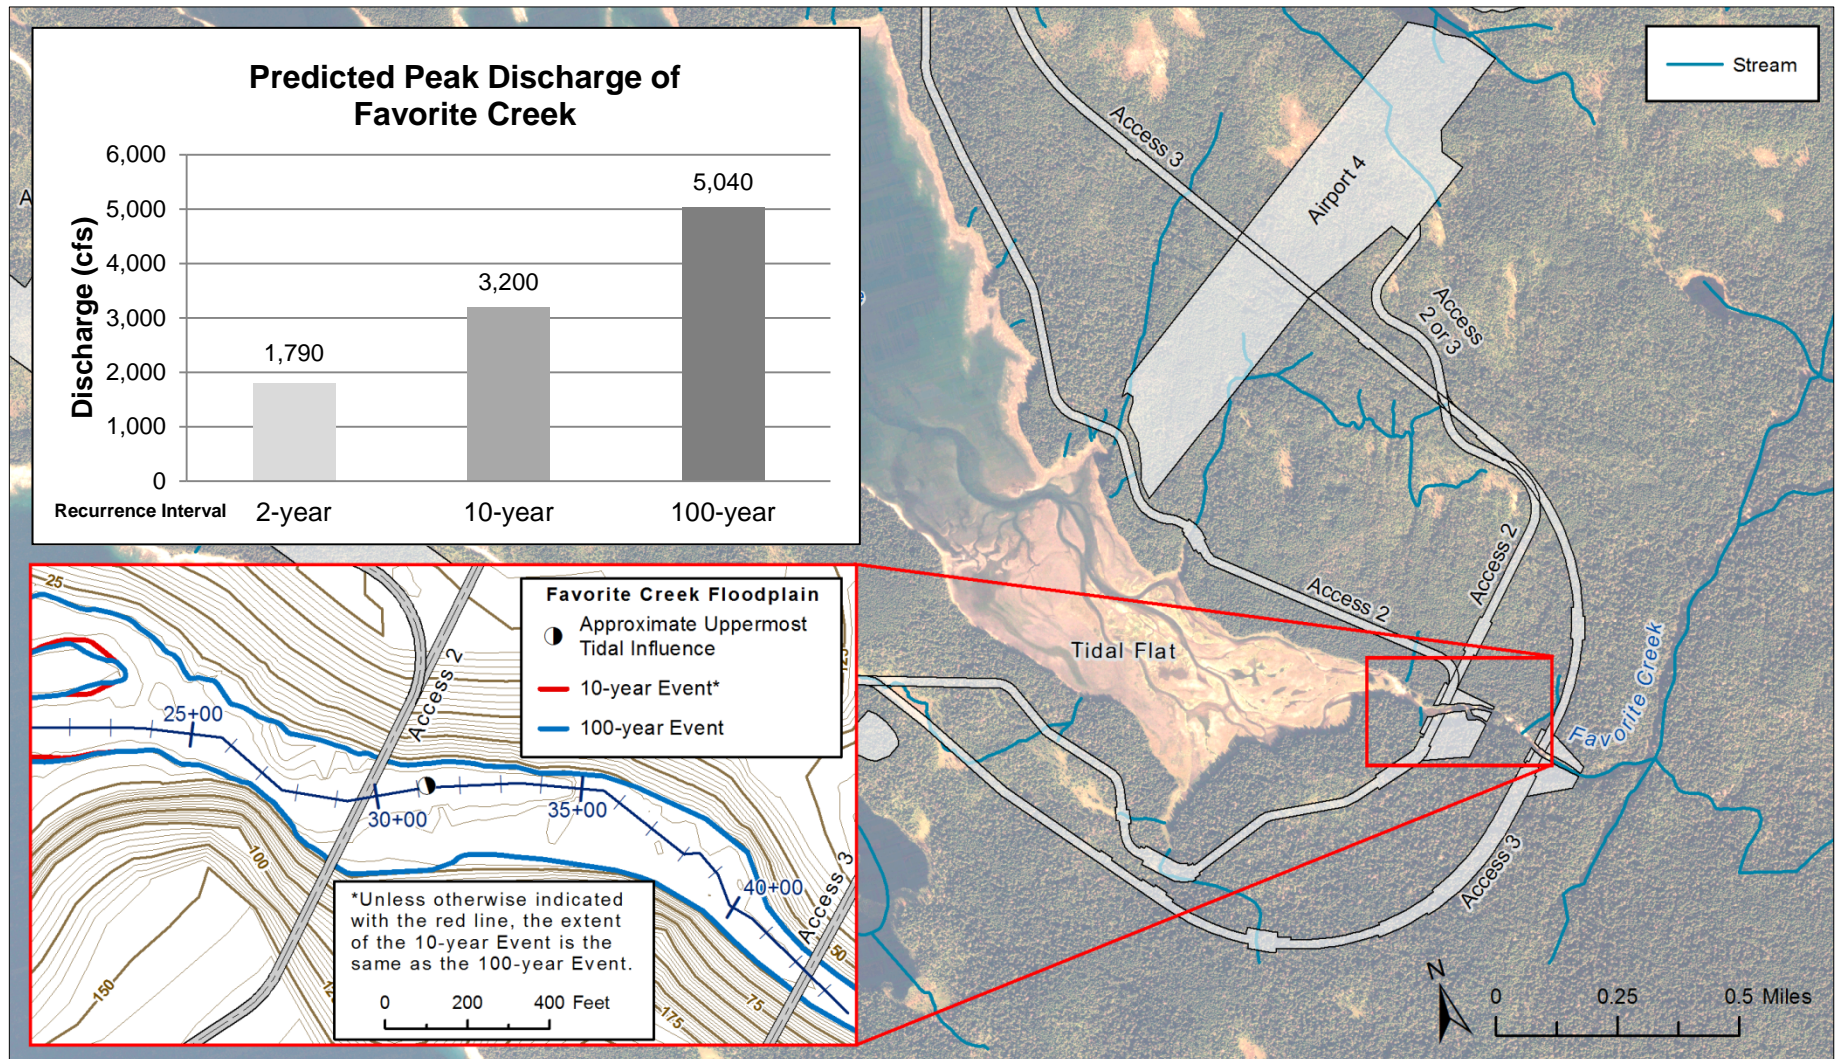 Predicted Peak Discharge of
Favorite Creek
Discharge (cfs)
6,000
5,000
4,000
3,000
2,000
1,000
0
1,790
3,200
5,040
Recurrence Interval
2-year
10-year
100-year
Stream
A
e
Access 3
Airport 4
Access
2 or 3
Access 2
Access 2
Tidal Flat
Favorite Creek
Access 3
N
0 0.25 0.5 Miles
Favorite Creek Floodplain
Approximate Uppermost
Tidal Influence
10-year Event*
100-year Event
25
125
25+00
Access 2
30+00
35+00
40+00
Access 3
100
150
50
75
175
*Unless otherwise indicated
with the red line, the extent
of the 10-year Event is the
same as the 100-year Event.
0 200 400 Feet